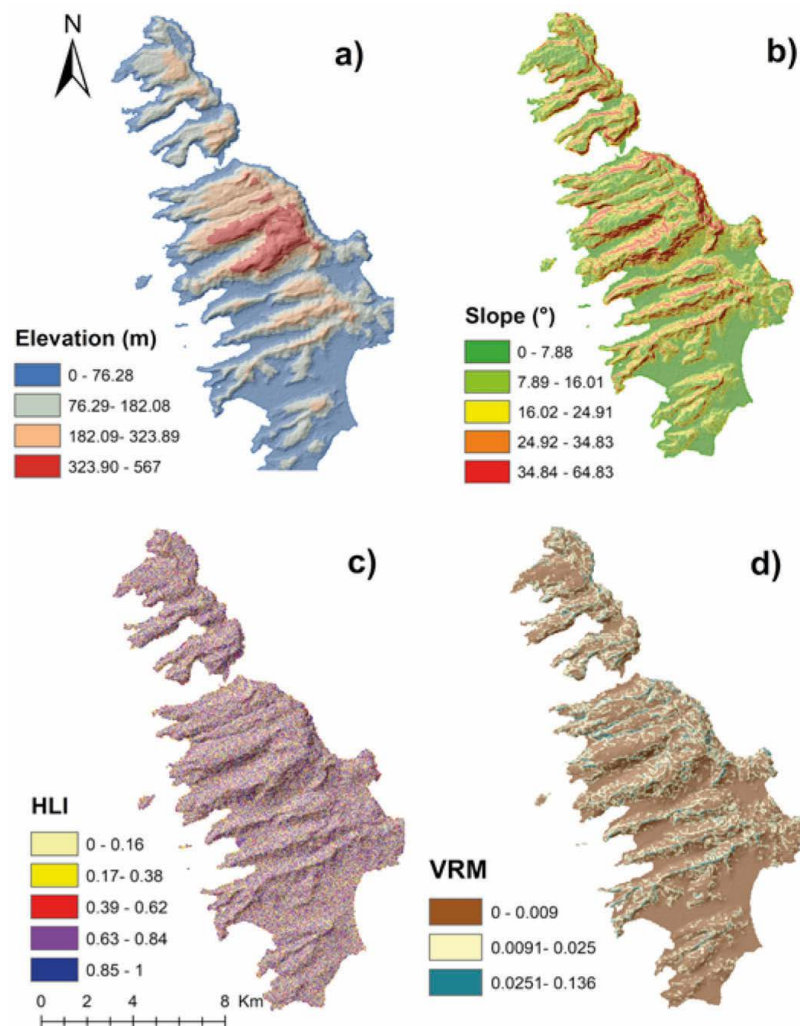 N
a)
Elevation (m)
0 - 76.28
76.29- 182.08
182.09- 323.89
323.90 - 567
b)
Slope (°)
0 - 7.88
7.89 - 16.01
16.02 - 24.91
24.92 - 34.83
34.84 - 64.83
c)
HLI
0 - 0.16
0.17- 0.38
0.39 - 0.62
0.63 - 0.84
0.85 - 1
0 2 4 8 Km
d)
VRM
0 - 0.009
0.0091- 0.025
0.0251- 0.136